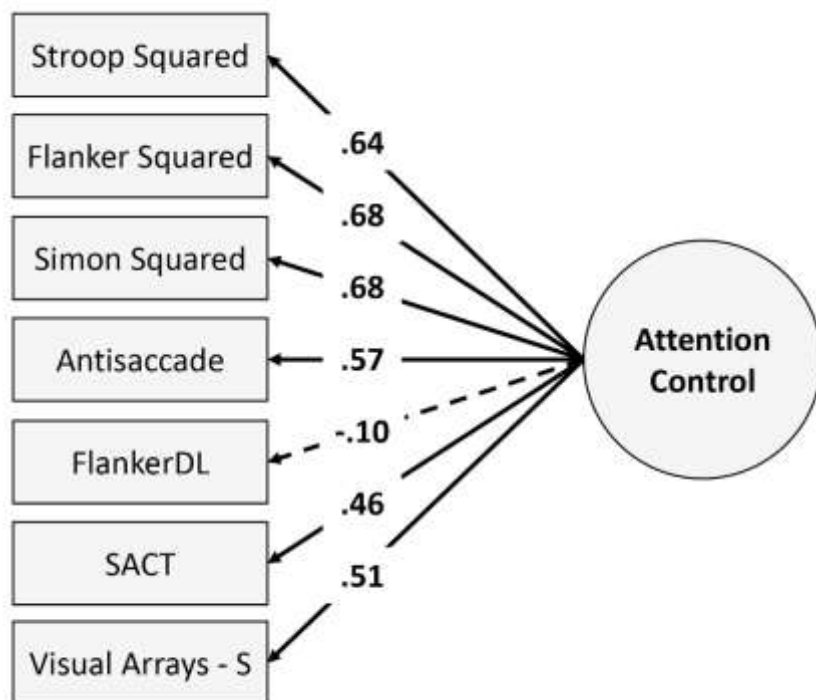 Stroop Squared
.64
Flanker Squared
.68
Simon Squared
.68
Antisaccade
.57
Attention
Control
FlankerDL
-.10
SACT
.46
Visual Arrays - S
.51